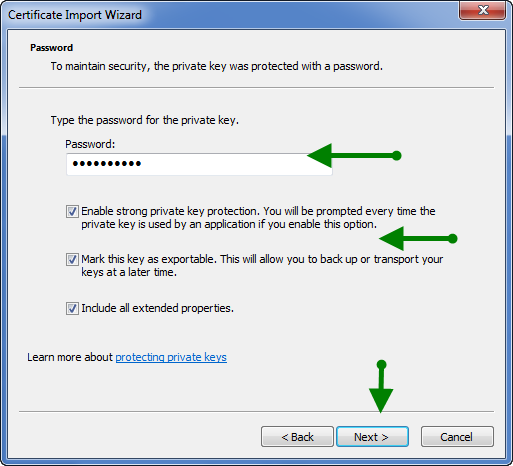 Certificate Import Wizard
Password
To maintain security, the private key was protected with a password.
Type the password for the private key.
Password:
••••••••••
Enable strong private key protection. You will be prompted every time the
private key is used by an application if you enable this option.
Mark this key as exportable. This will allow you to back up or transport your
keys at a later time.
Include all extended properties.
Learn more about protecting private keys
< Back Next > Cancel